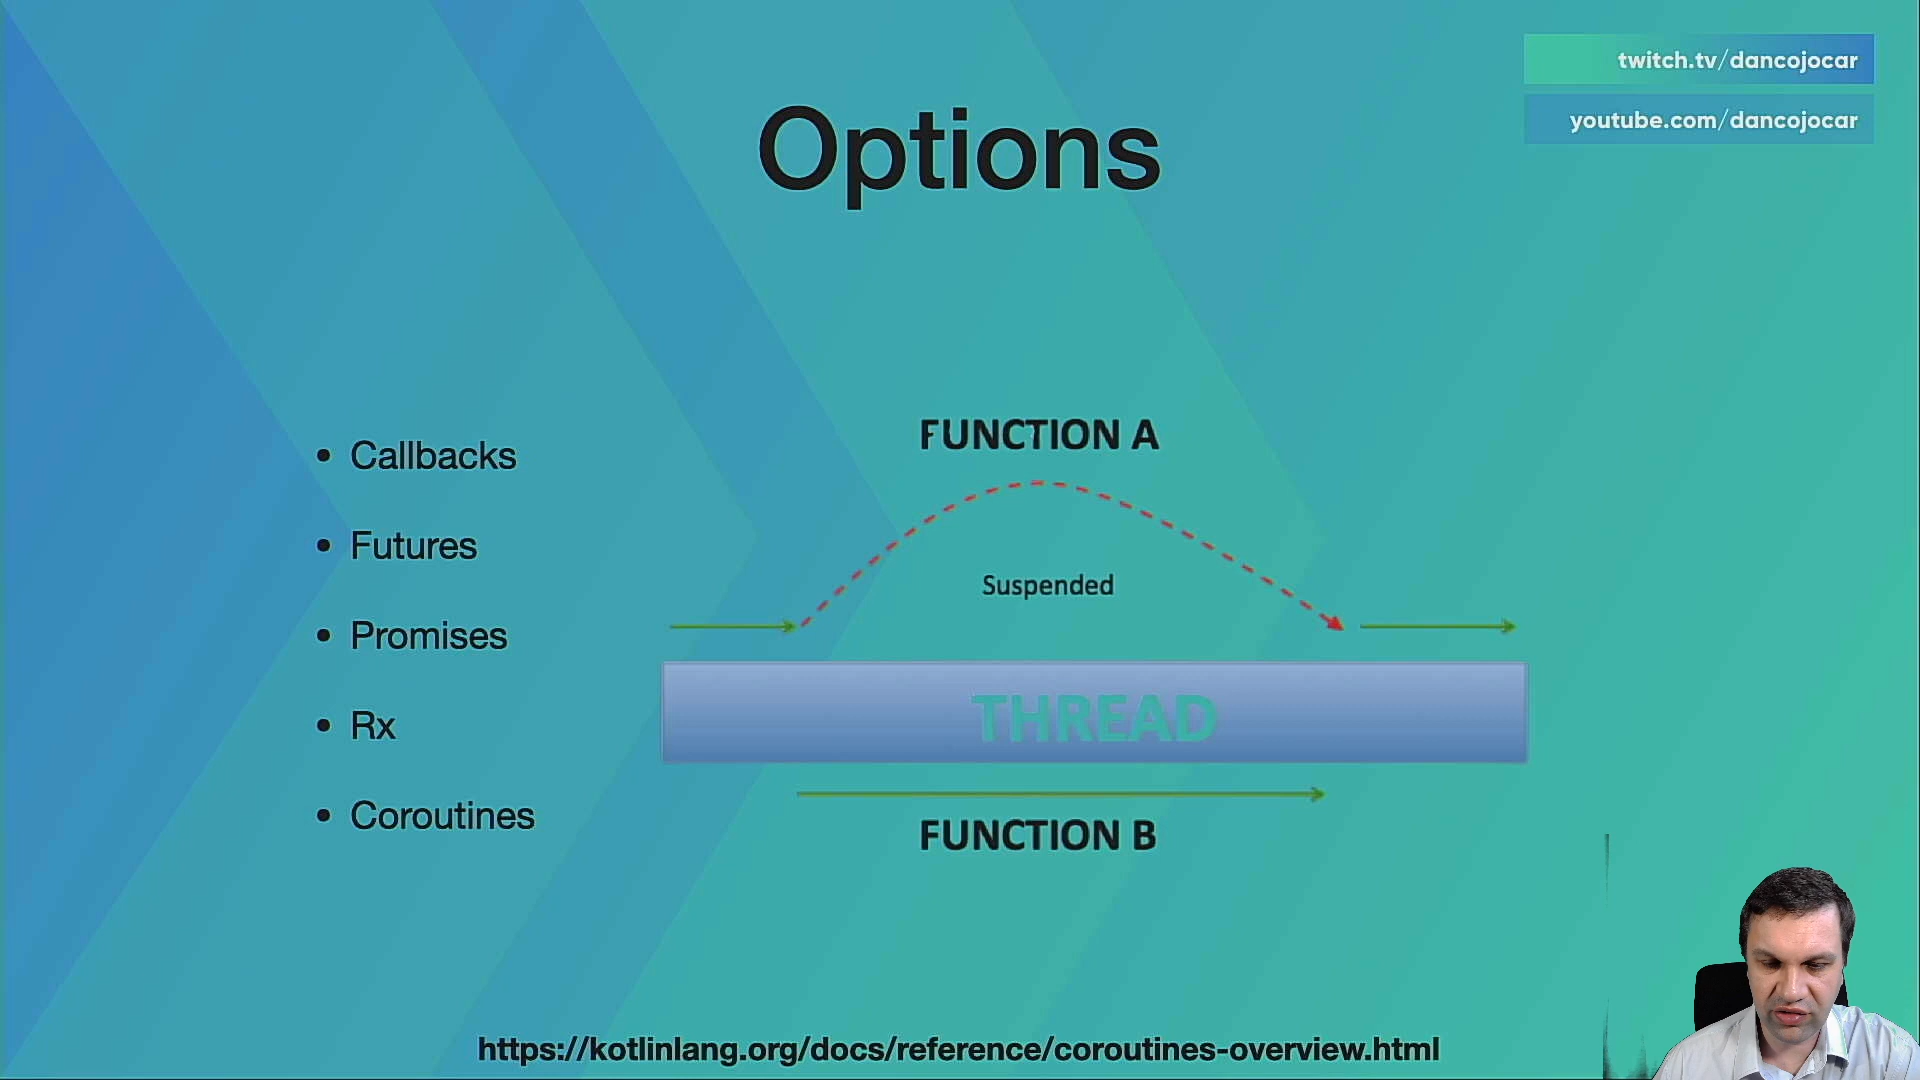 twitch.tv/dancojocar
youtube.com/dancojocar
Options
• Callbacks
• Futures
• Promises
• Rx
• Coroutines
FUNCTION A
Suspended
THREAD
FUNCTION B
https://kotlinlang.org/docs/reference/coroutines-overview.html